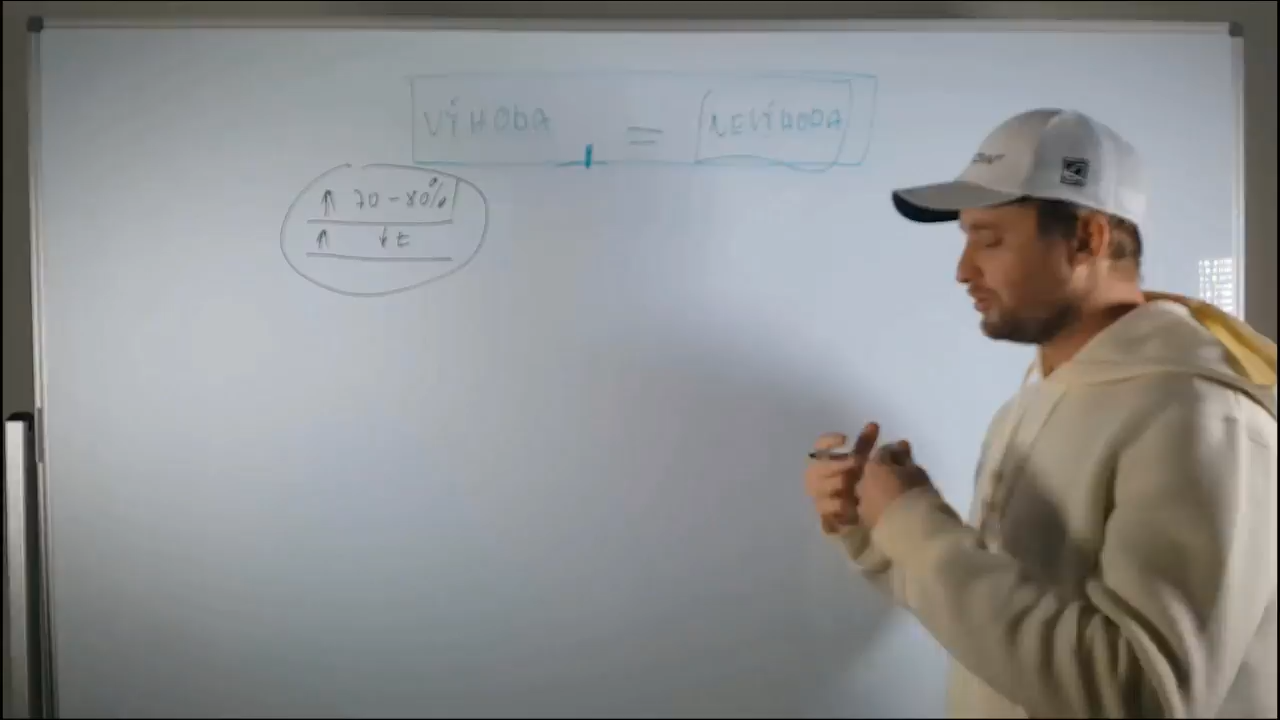 VÝHODA = NEVÝHODA
↑ 70 - 80%
↑ ↓ t